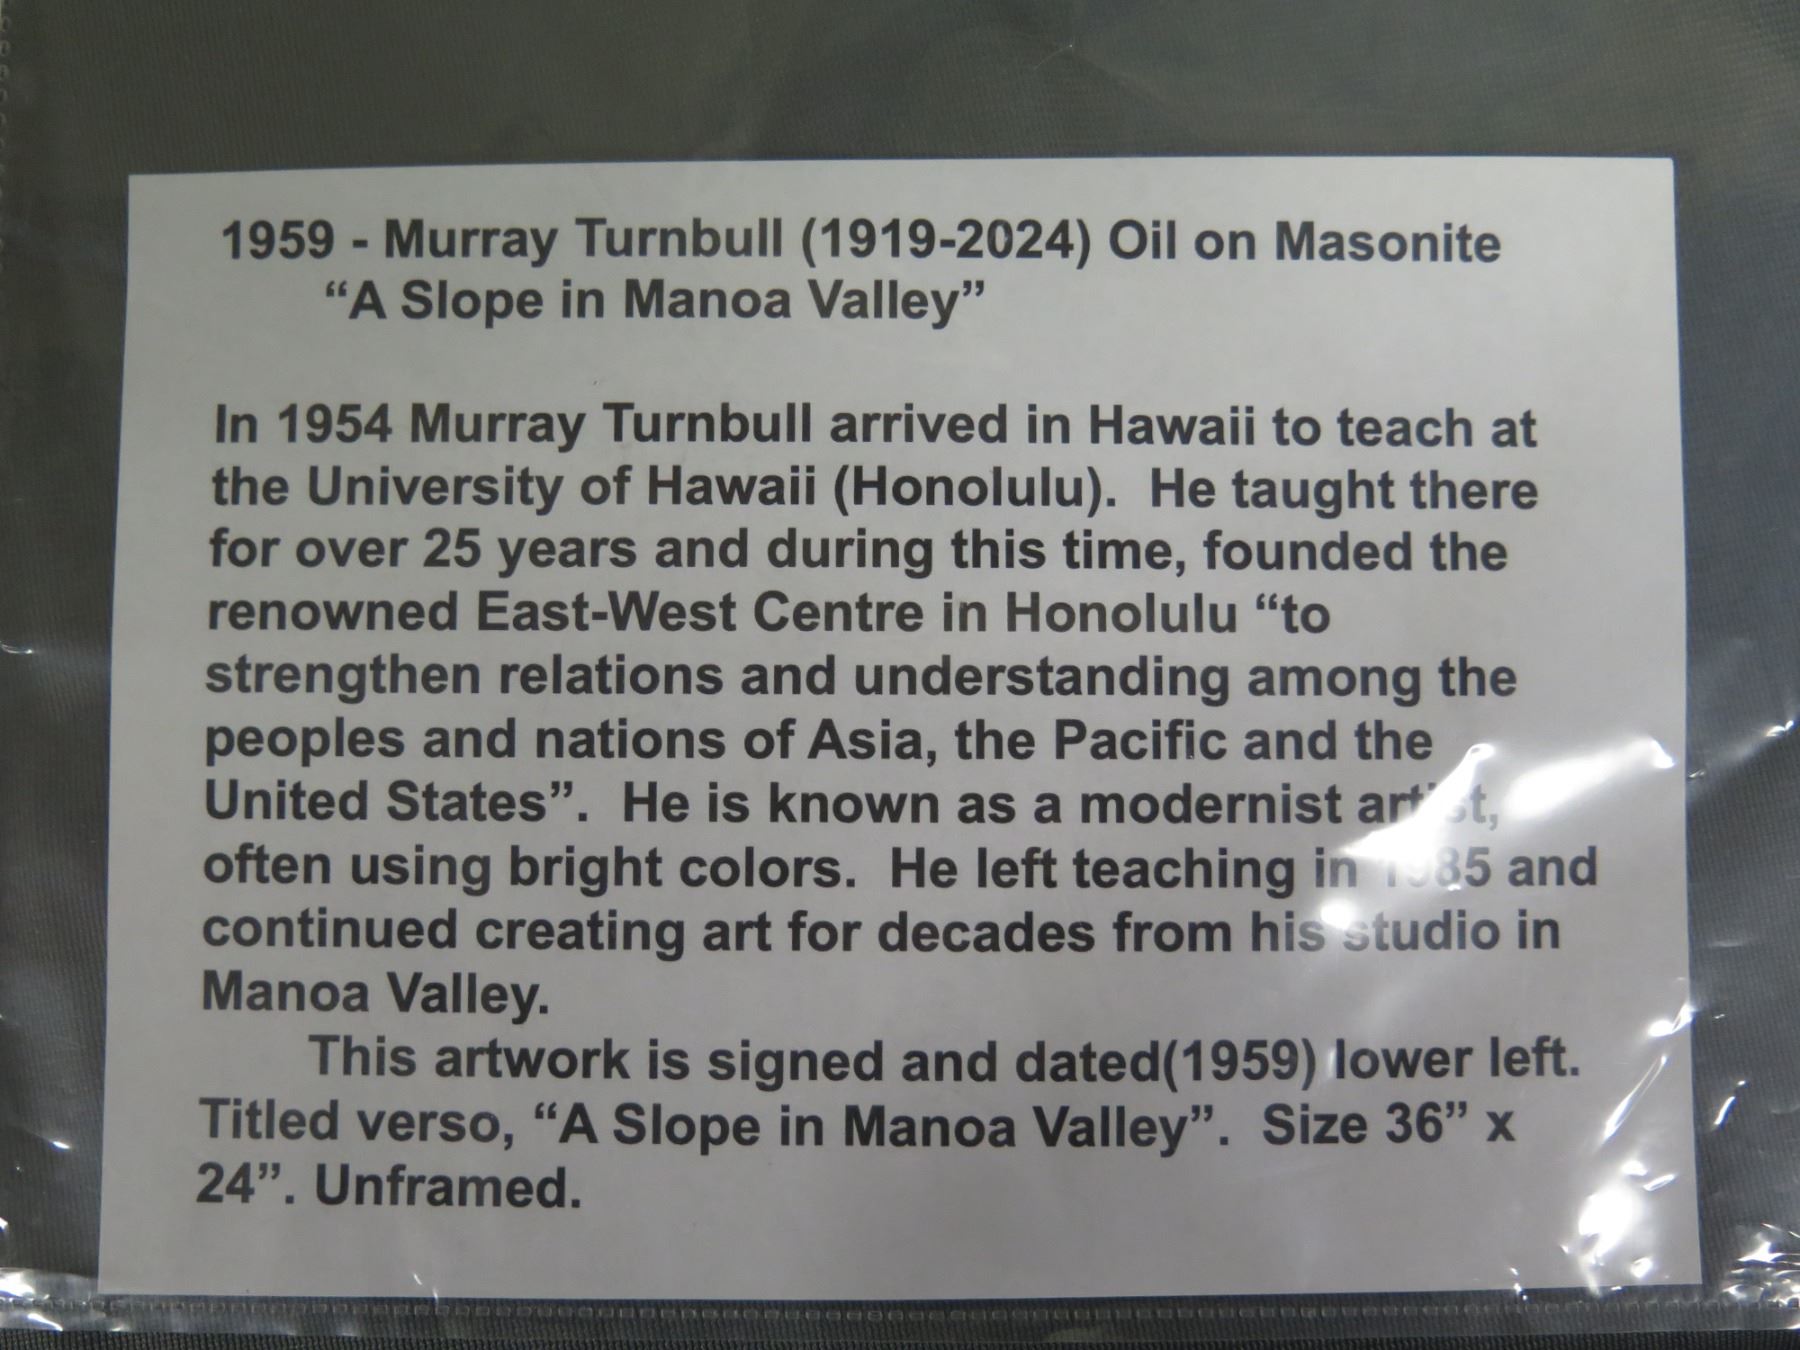 1959 - Murray Turnbull (1919-2024) Oil on Masonite
“A Slope in Manoa Valley”
In 1954 Murray Turnbull arrived in Hawaii to teach at
the University of Hawaii (Honolulu). He taught there
for over 25 years and during this time, founded the
renowned East-West Centre in Honolulu “to
strengthen relations and understanding among the
peoples and nations of Asia, the Pacific and the
United States”. He is known as a modernist artist,
often using bright colors. He left teaching in 1985 and
continued creating art for decades from his studio in
Manoa Valley.
This artwork is signed and dated(1959) lower left.
Titled verso, “A Slope in Manoa Valley”. Size 36” x
24”. Unframed.